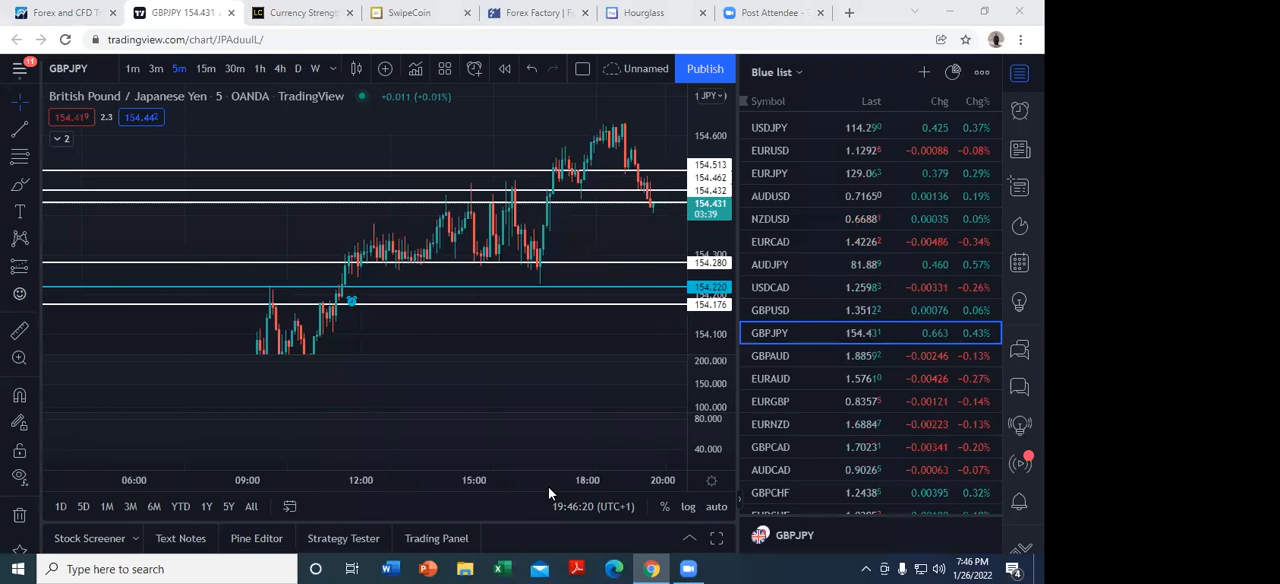 Forex and CFD Tr
GBPJPY 154.431
Currency Strengt
SwipeCoin
Forex Factory | F
Hourglass
Post Attendee -
tradingview.com/chart/JPAduuIL/
11
GBPJPY
1m 3m 5m 15m 30m 1h 4h D W
Unnamed
Publish
Blue list
British Pound / Japanese Yen · 5 · OANDA · TradingView
+0.011 (+0.01%)
JPY
154.419
2.3
154.442
2
154.600
154.513
154.462
154.432
154.431
03:39
154.280
154.220
154.176
154.100
200.000
150.000
100.000
80.000
40.000
06:00 09:00 12:00 15:00 18:00 20:00
1D 5D 1M 3M 6M YTD 1Y 5Y All
19:46:20 (UTC+1)
% log auto
Stock Screener
Text Notes
Pine Editor
Strategy Tester
Trading Panel
Symbol Last Chg Chg%
USDJPY 114.290 0.425 0.37%
EURUSD 1.12926 −0.00088 −0.08%
EURJPY 129.063 0.379 0.29%
AUDUSD 0.71650 0.00136 0.19%
NZDUSD 0.66881 0.00035 0.05%
EURCAD 1.42262 −0.00486 −0.34%
AUDJPY 81.889 0.460 0.57%
USDCAD 1.25983 −0.00331 −0.26%
GBPUSD 1.35122 0.00076 0.06%
GBPJPY 154.431 0.663 0.43%
GBPAUD 1.88592 −0.00246 −0.13%
EURAUD 1.57610 −0.00426 −0.27%
EURGBP 0.83575 −0.00121 −0.14%
EURNZD 1.68847 −0.00223 −0.13%
GBPCAD 1.70231 −0.00341 −0.20%
AUDCAD 0.90265 −0.00063 −0.07%
GBPCHF 1.24385 0.00395 0.32%
GBPJPY
Type here to search
7:46 PM
1/26/2022
4